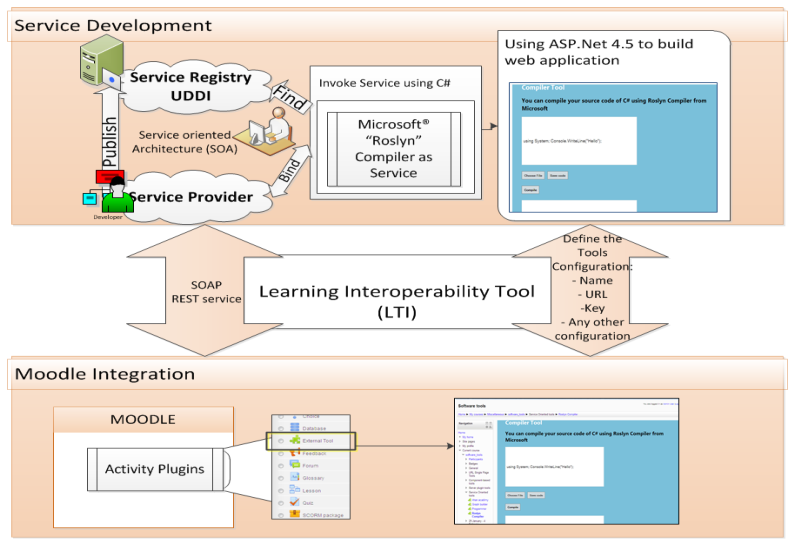 Service Development
Service Registry
UDDI
Find
Publish
Service oriented
Architecture (SOA)
Bind
Service Provider
Developer
Invoke Service using C#
Microsoft®
“Roslyn”
Compiler as
Service
Using ASP.Net 4.5 to build
web application
Compiler Tool
You can compile your source code of C# using Roslyn Compiler from
Microsoft
using System; Console.WriteLine("Hello");
Compile
SOAP
REST service
Learning Interoperability Tool
(LTI)
Define the
Tools
Configuration:
- Name
- URL
-Key
- Any other
configuration
Moodle Integration
MOODLE
Activity Plugins
Choice
Database
External Tool
Feedback
Forum
Glossary
Lesson
Quiz
SCORM package
Software tools
Navigation
Compiler Tool
You can compile your source code of C# using Roslyn Compiler from
Microsoft
using System; Console.WriteLine("Hello");
Compile